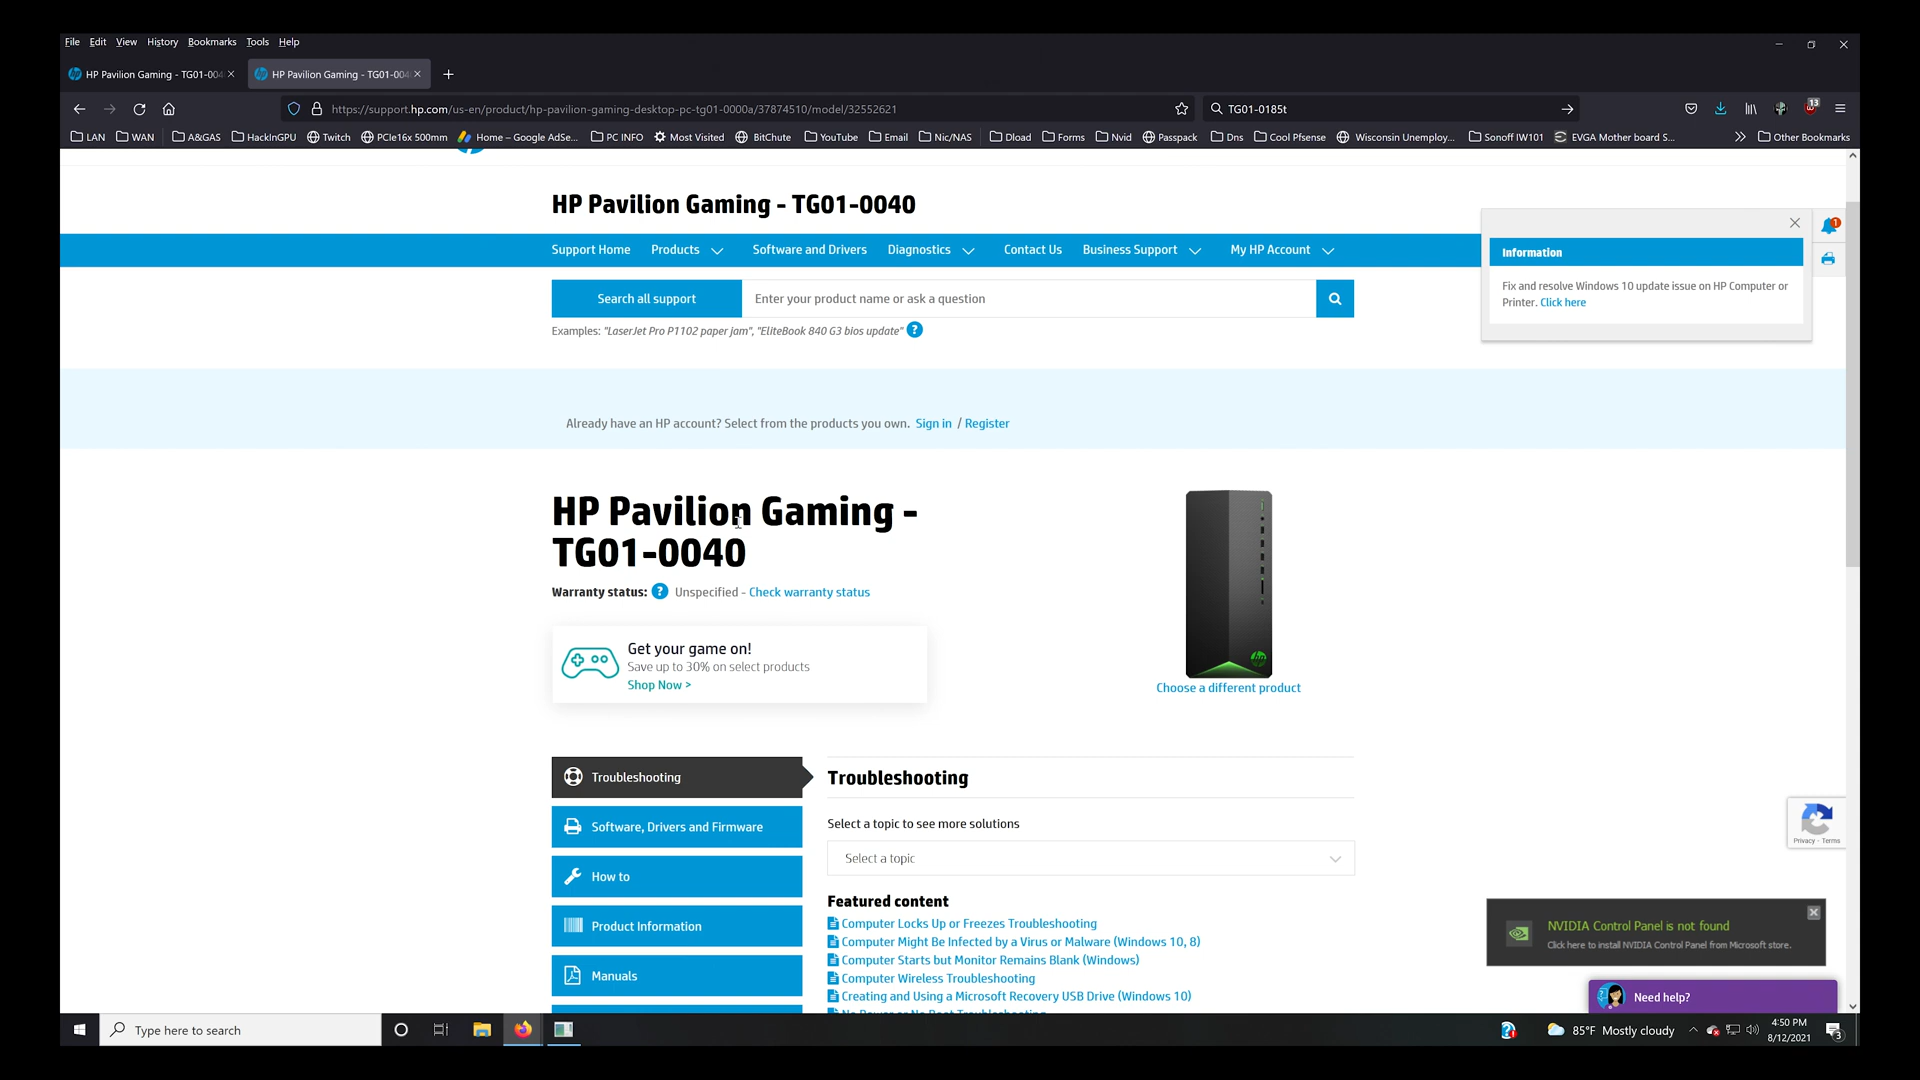 File Edit View History Bookmarks Tools Help
HP Pavilion Gaming - TG01-004
HP Pavilion Gaming - TG01-004
https://support.hp.com/us-en/product/hp-pavilion-gaming-desktop-pc-tg01-0000a/37874510/model/32552621
TG01-0185t
13
LAN WAN A&GAS HackInGPU Twitch PCIe16x 500mm Home – Google AdSe... PC INFO Most Visited BitChute YouTube Email Nic/NAS Dload Forms Nvid Passpack Dns Cool Pfsense Wisconsin Unemploy... Sonoff IW101 EVGA Mother board S... Other Bookmarks
HP Pavilion Gaming - TG01-0040
Support Home Products Software and Drivers Diagnostics Contact Us Business Support My HP Account
1
Information
Fix and resolve Windows 10 update issue on HP Computer or
Printer. Click here
Search all support Enter your product name or ask a question
Examples: "LaserJet Pro P1102 paper jam", "EliteBook 840 G3 bios update" ?
Already have an HP account? Select from the products you own. Sign in / Register
HP Pavilion Gaming -
TG01-0040
Warranty status: ? Unspecified - Check warranty status
Get your game on!
Save up to 30% on select products
Shop Now >
hp
Choose a different product
Troubleshooting
Software, Drivers and Firmware
How to
Product Information
Manuals
Troubleshooting
Select a topic to see more solutions
Select a topic
Featured content
Computer Locks Up or Freezes Troubleshooting
Computer Might Be Infected by a Virus or Malware (Windows 10, 8)
Computer Starts but Monitor Remains Blank (Windows)
Computer Wireless Troubleshooting
Creating and Using a Microsoft Recovery USB Drive (Windows 10)
No Power or No Boot Troubleshooting
Privacy - Terms
NVIDIA Control Panel is not found
Click here to install NVIDIA Control Panel from Microsoft store.
Need help?
Type here to search
85°F Mostly cloudy
4:50 PM
8/12/2021
3